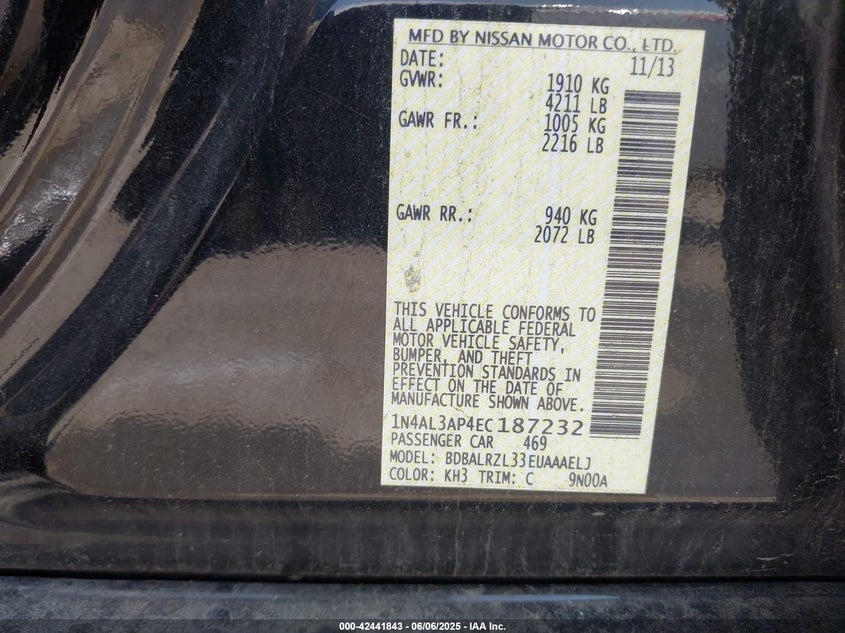 MFD BY NISSAN MOTOR CO., LTD.
DATE: 11/13
GVWR: 1910 KG
4211 LB
GAWR FR.: 1005 KG
2216 LB
GAWR RR.: 940 KG
2072 LB
THIS VEHICLE CONFORMS TO
ALL APPLICABLE FEDERAL
MOTOR VEHICLE SAFETY,
BUMPER, AND THEFT
PREVENTION STANDARDS IN
EFFECT ON THE DATE OF
MANUFACTURE SHOWN ABOVE.
1N4AL3AP4EC187232
PASSENGER CAR 469
MODEL: BDBALRZL33EUAAAELJ
COLOR: KH3 TRIM: C 9N00A
000-42441843 / 06/06/2025 - IAA Inc.